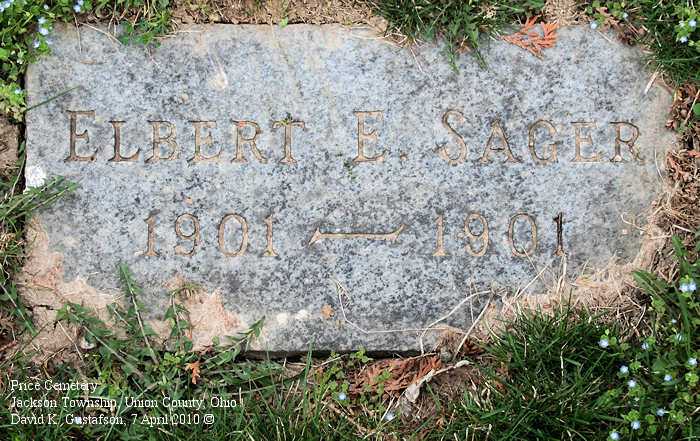 ELBERT E. SAGER
1901 — 1901
Price Cemetery
Jackson Township, Union County, Ohio
David K. Gustafson, 7 April 2010 ©